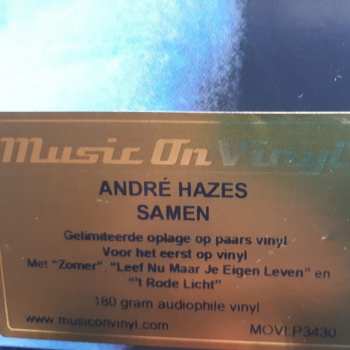 Music On Vinyl
ANDRÉ HAZES
SAMEN
Gelimiteerde oplage op paars vinyl
Voor het eerst op vinyl
Met "Zomer" "Leef Nu Maar Je Eigen Leven" en
"'t Rode Licht"
180 gram audiophile vinyl
www.musiconvinyl.com MOVLP3430